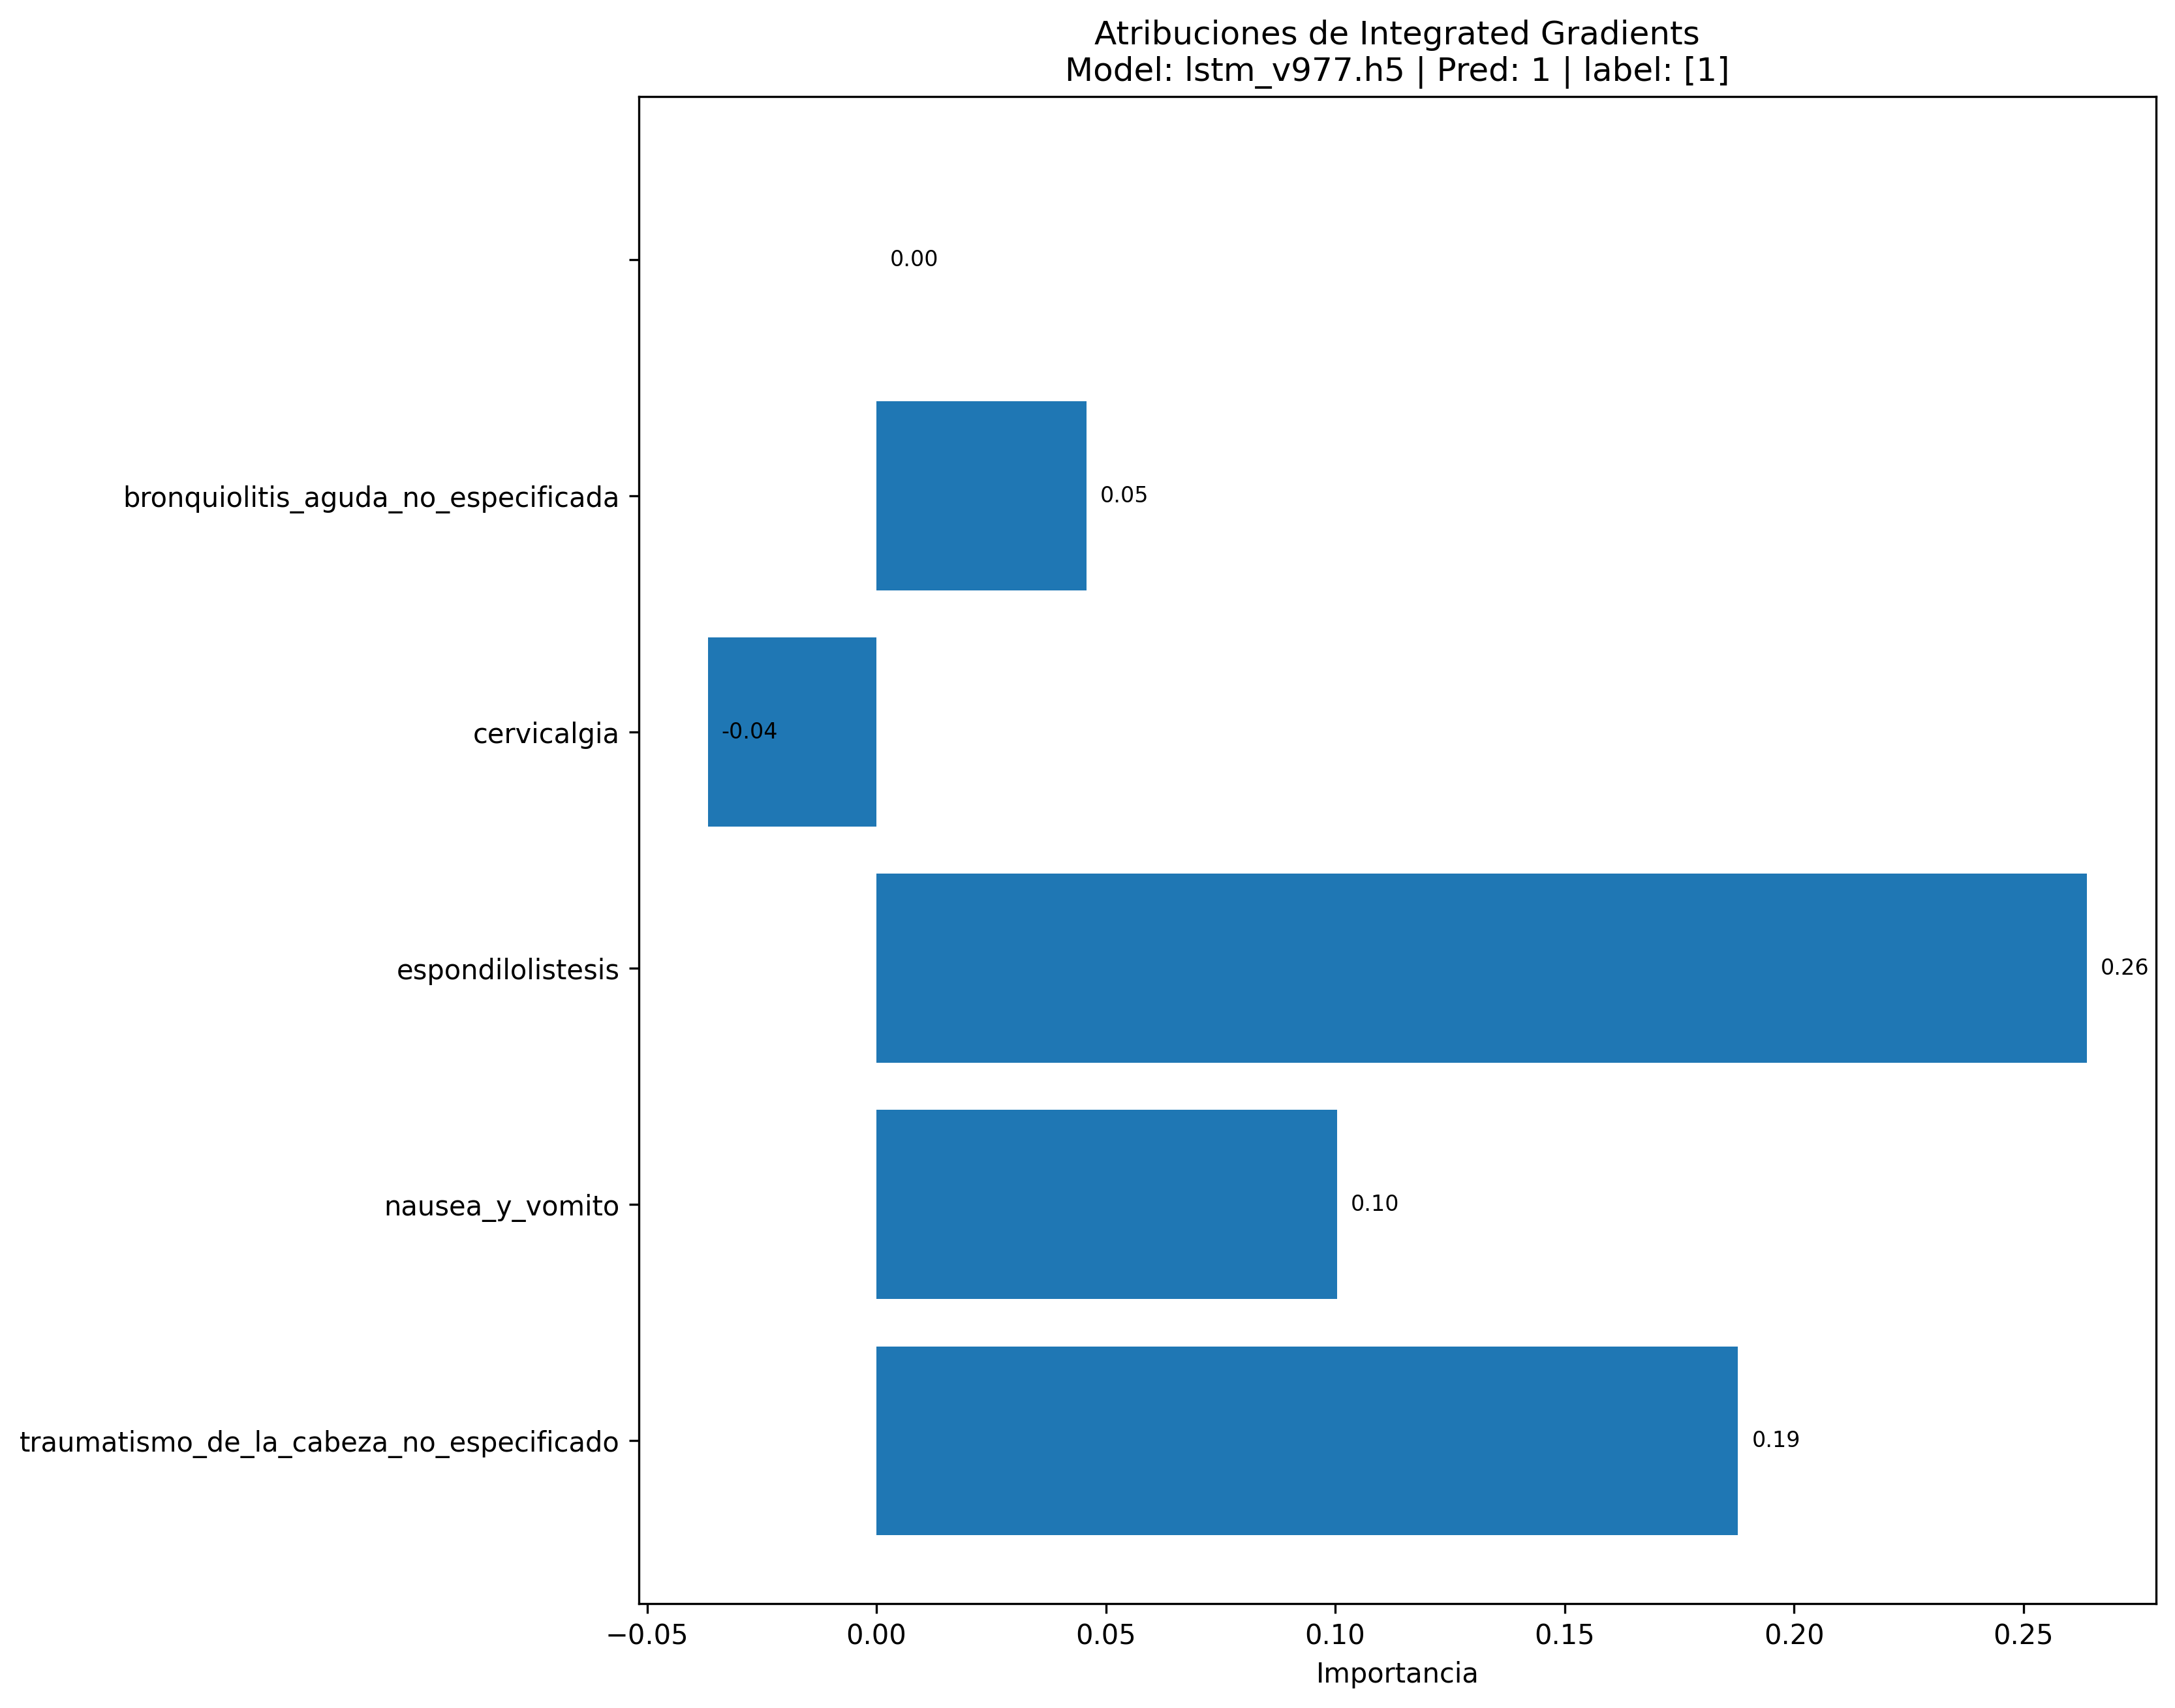 Atribuciones de Integrated Gradients
Model: lstm_v977.h5 | Pred: 1 | label: [1]
0.00
bronquiolitis_aguda_no_especificada 0.05
cervicalgia -0.04
espondilolistesis 0.26
nausea_y_vomito 0.10
traumatismo_de_la_cabeza_no_especificado 0.19
−0.05 0.00 0.05 0.10 0.15 0.20 0.25
Importancia